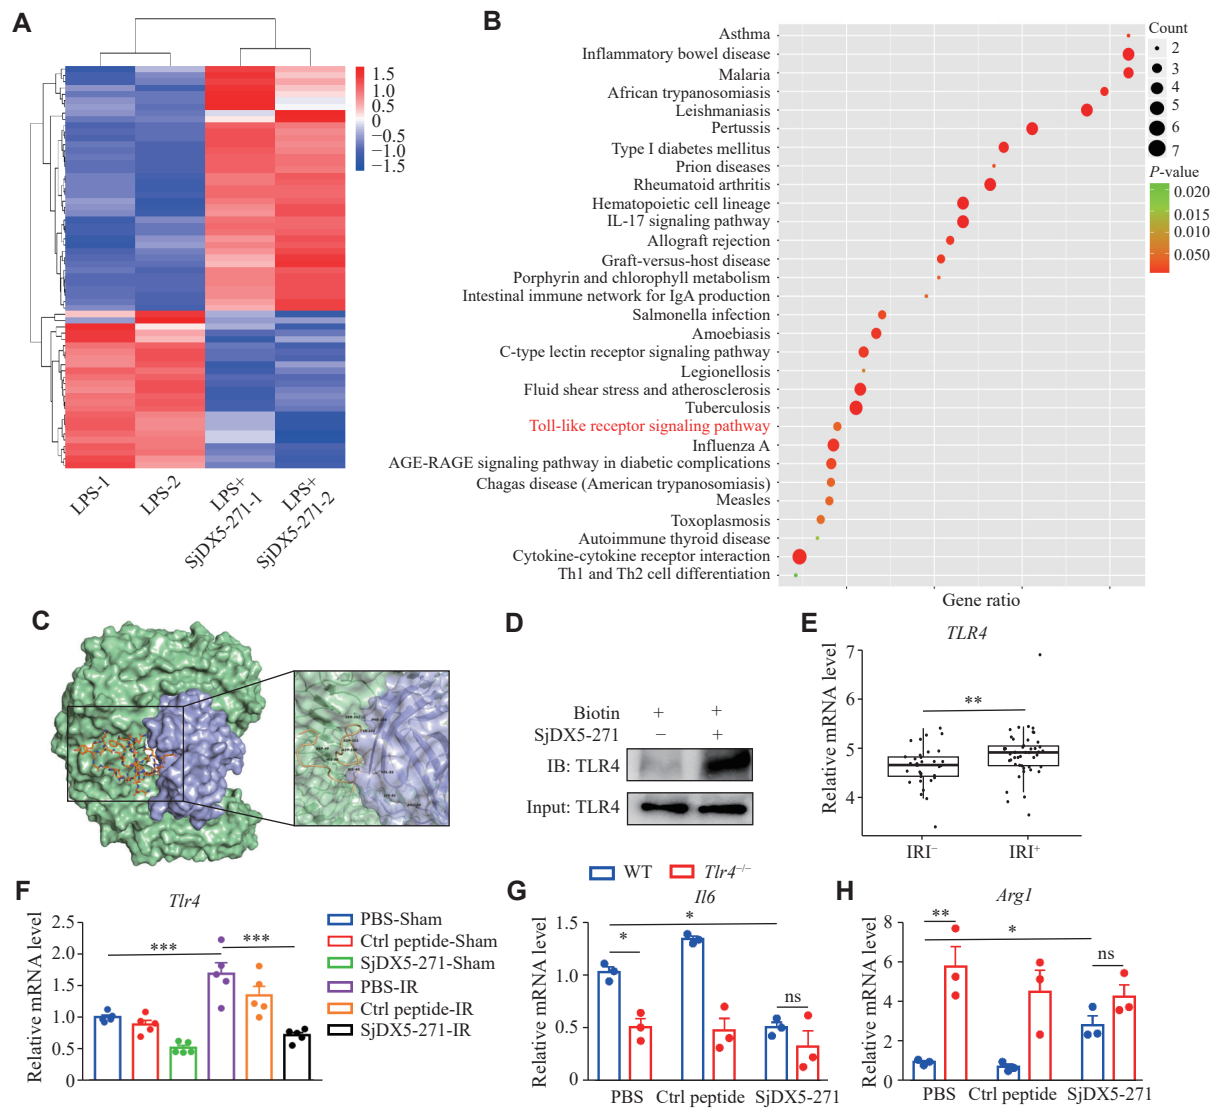 A
1.5
1.0
0.5
0
−0.5
−1.0
−1.5
LPS-1
LPS-2
LPS+
SjDX5-271-1
LPS+
SjDX5-271-2
B
Asthma
Inflammatory bowel disease
Malaria
African trypanosomiasis
Leishmaniasis
Pertussis
Type I diabetes mellitus
Prion diseases
Rheumatoid arthritis
Hematopoietic cell lineage
IL-17 signaling pathway
Allograft rejection
Graft-versus-host disease
Porphyrin and chlorophyll metabolism
Intestinal immune network for IgA production
Salmonella infection
Amoebiasis
C-type lectin receptor signaling pathway
Legionellosis
Fluid shear stress and atherosclerosis
Tuberculosis
Toll-like receptor signaling pathway
Influenza A
AGE-RAGE signaling pathway in diabetic complications
Chagas disease (American trypanosomiasis)
Measles
Toxoplasmosis
Autoimmune thyroid disease
Cytokine-cytokine receptor interaction
Th1 and Th2 cell differentiation
Gene ratio
Count
2
3
4
5
6
7
P-value
0.020
0.015
0.010
0.050
C
D
Biotin + +
SjDX5-271 − +
IB: TLR4
Input: TLR4
E
TLR4
Relative mRNA level
7
6
5
4
**
IRI⁻
IRI⁺
F
Tlr4
Relative mRNA level
2.5
2.0
1.5
1.0
0.5
0
***
***
PBS-Sham
Ctrl peptide-Sham
SjDX5-271-Sham
PBS-IR
Ctrl peptide-IR
SjDX5-271-IR
WT
Tlr4⁻/⁻
G
Il6
Relative mRNA level
1.5
1.0
0.5
0
*
*
ns
PBS
Ctrl peptide
SjDX5-271
H
Arg1
Relative mRNA level
8
6
4
2
0
**
*
ns
PBS
Ctrl peptide
SjDX5-271